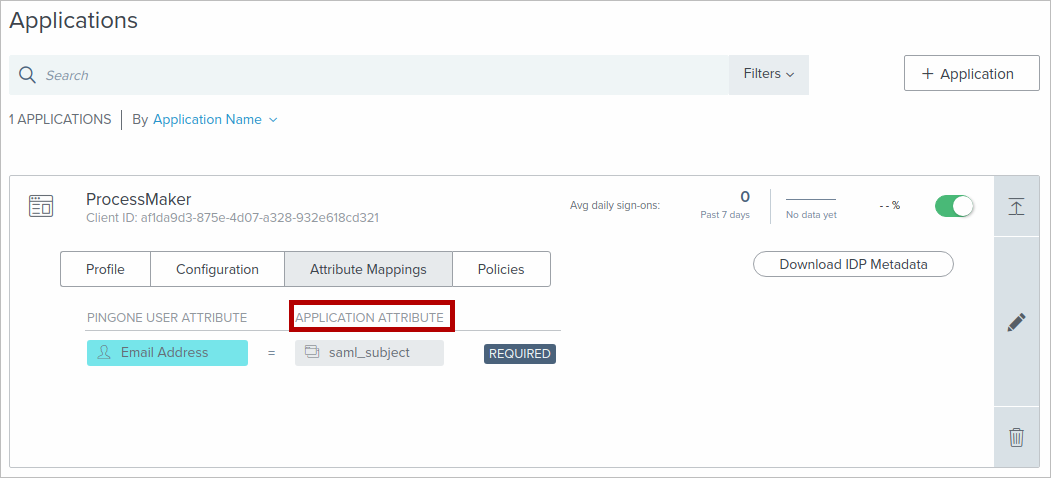 Applications
Search
Filters
+ Application
1 APPLICATIONS
By Application Name
ProcessMaker
Client ID: af1da9d3-875e-4d07-a328-932e618cd321
Avg daily sign-ons:
0
Past 7 days
No data yet
--%
Profile
Configuration
Attribute Mappings
Policies
Download IDP Metadata
PINGONE USER ATTRIBUTE
APPLICATION ATTRIBUTE
Email Address
=
saml_subject
REQUIRED